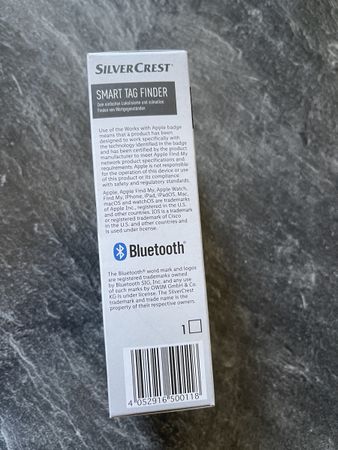 SILVERCREST®
SMART TAG FINDER
Zum einfachen Lokalisieren und schnellen
Finden von Wertgegenständen
Use of the Works with Apple badge
means that a product has been
designed to work specifically with
the technology identified in the badge
and has been certified by the product
manufacturer to meet Apple Find My
network product specifications and
requirements. Apple is not responsible
for the operation of this device or use
of this product or its compliance
with safety and regulatory standards.
Apple, Apple Find My, Apple Watch,
Find My, iPhone, iPad, iPadOS, Mac,
macOS and watchOS are trademarks
of Apple Inc., registered in the U.S.
and other countries. IOS is a trademark
or registered trademark of Cisco
in the U.S. and other countries and
is used under license.
Bluetooth®
The Bluetooth® word mark and logos
are registered trademarks owned
by Bluetooth SIG, Inc. and any use
of such marks by OWIM GmbH & Co.
KG is under license. The SilverCrest
trademark and trade name is the
property of their respective owners.
1
4 052916 500118